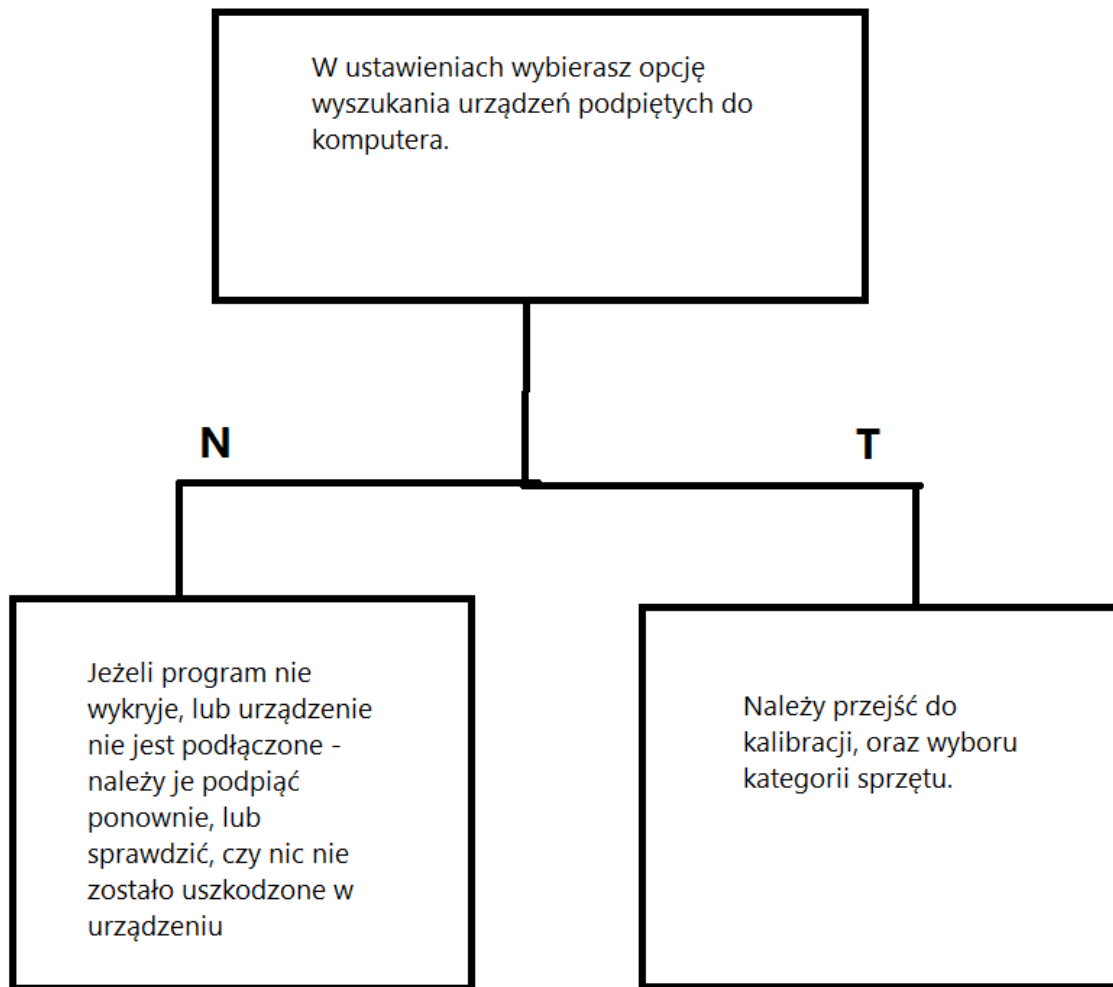 W ustawieniach wybierasz opcję
wyszukania urządzeń podpiętych do
komputera.
N
T
Jeżeli program nie
wykryje, lub urządzenie
nie jest podłączone -
należy je podpiąć
ponownie, lub
sprawdzić, czy nic nie
zostało uszkodzone w
urządzeniu
Należy przejść do
kalibracji, oraz wyboru
kategorii sprzętu.